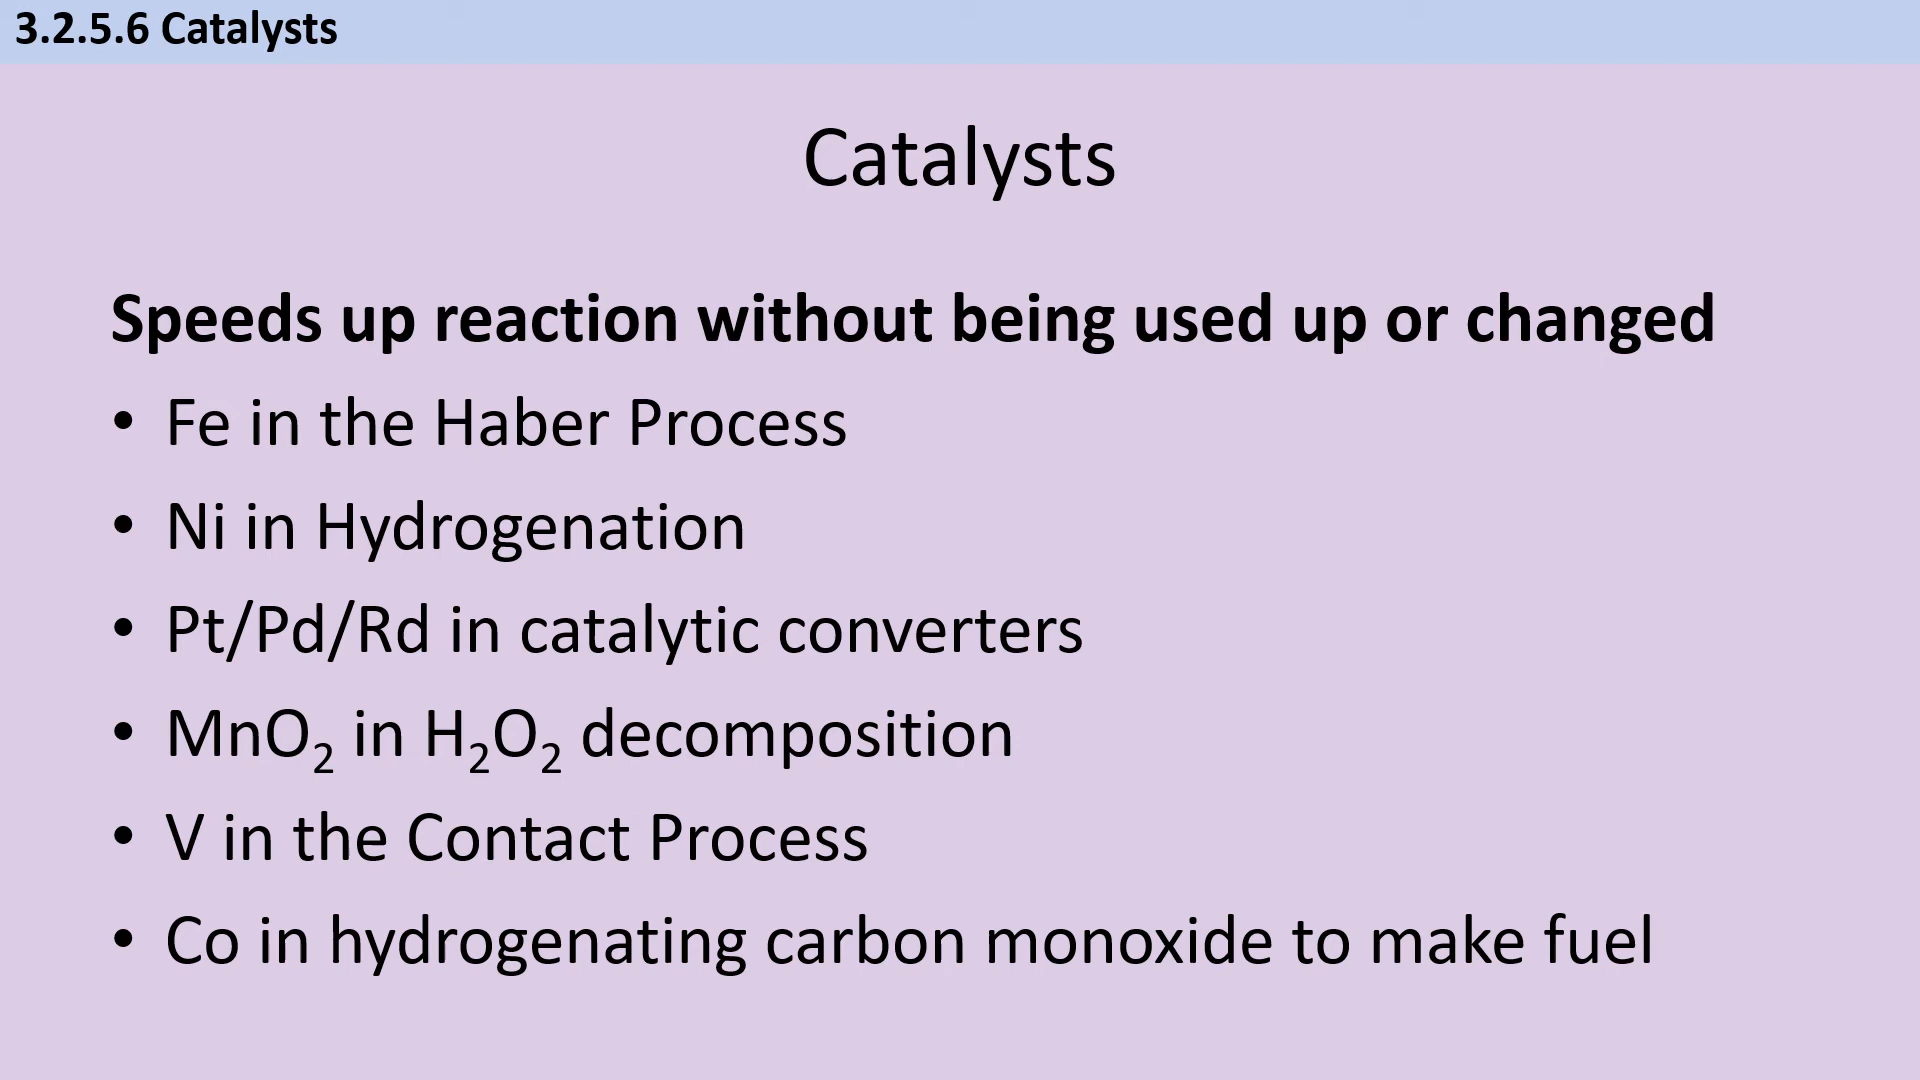 3.2.5.6 Catalysts
Catalysts
Speeds up reaction without being used up or changed
• Fe in the Haber Process
• Ni in Hydrogenation
• Pt/Pd/Rd in catalytic converters
• MnO₂ in H₂O₂ decomposition
• V in the Contact Process
• Co in hydrogenating carbon monoxide to make fuel